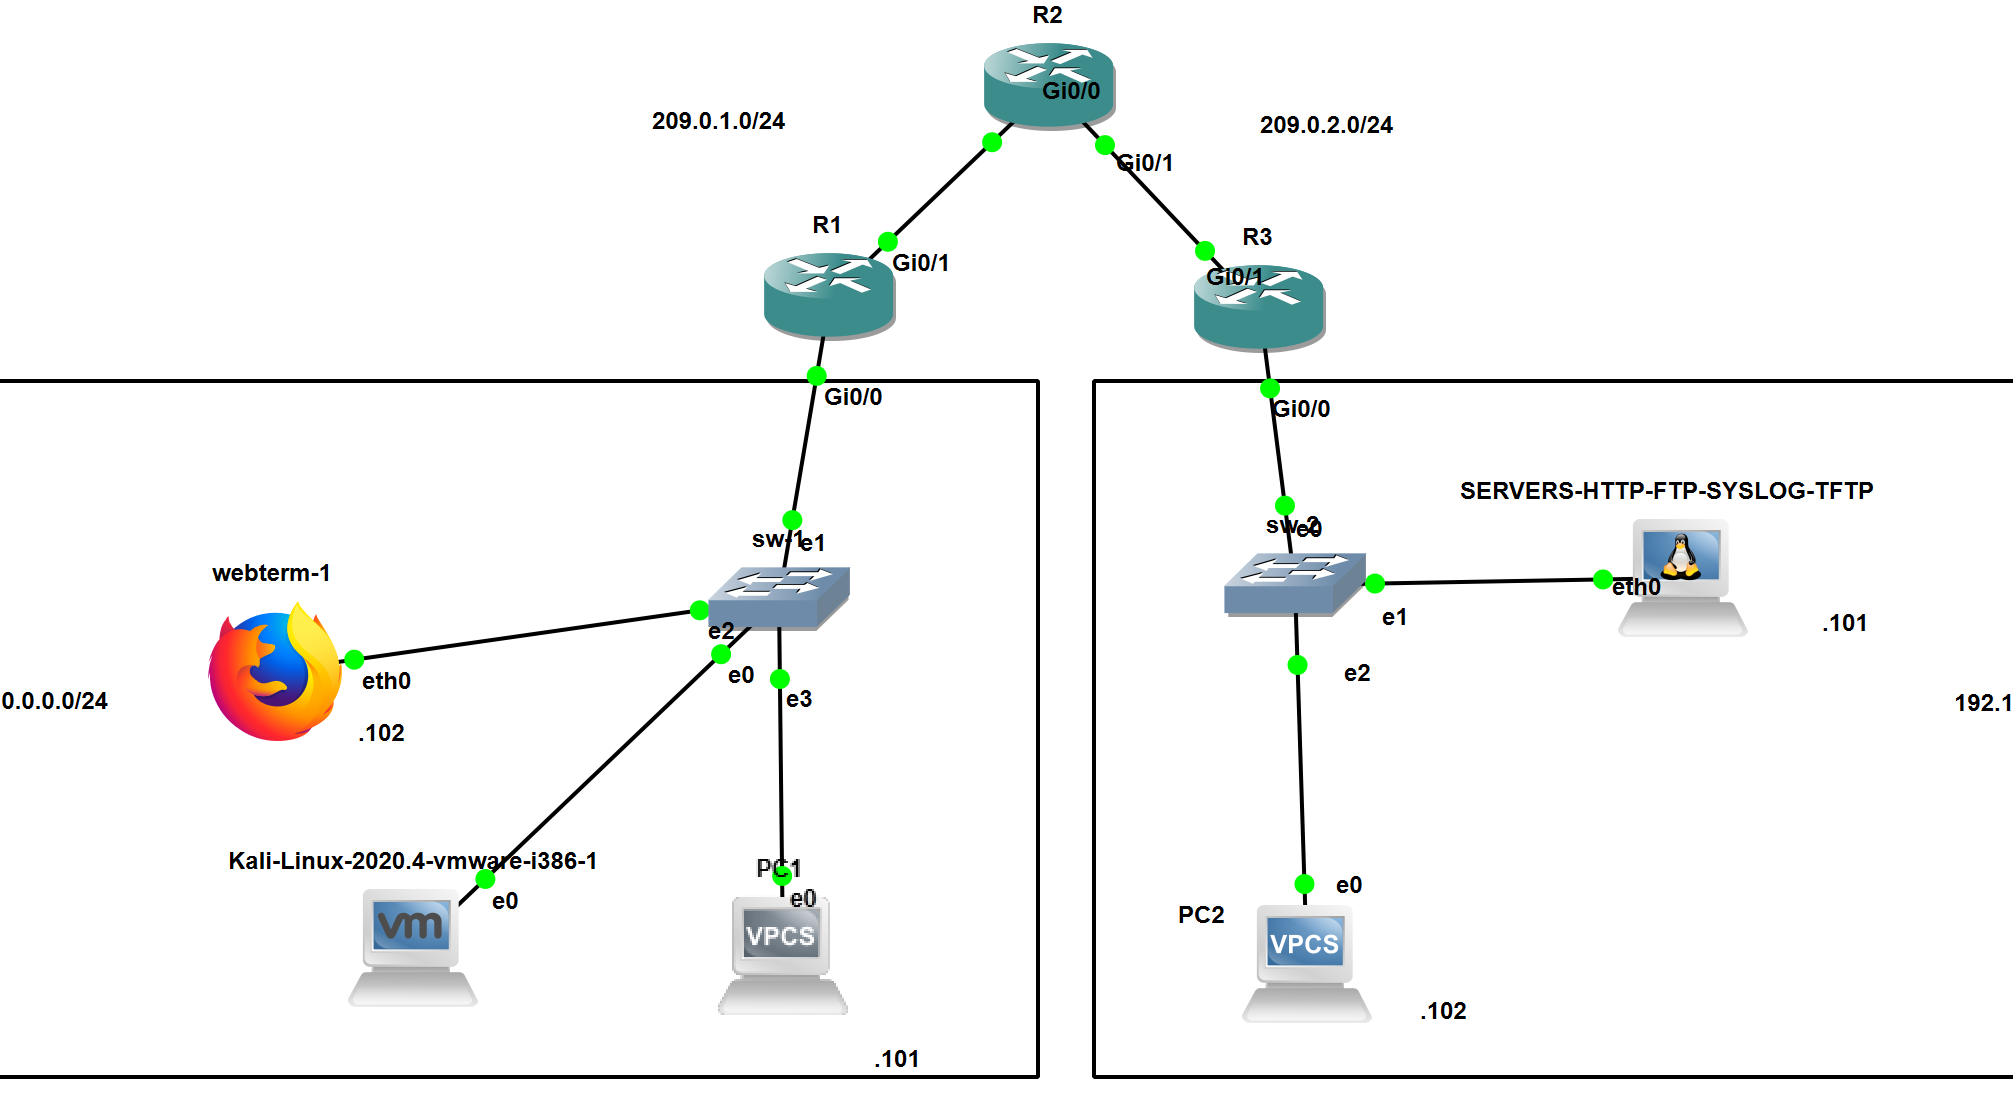 R2
Gi0/0
209.0.1.0/24
209.0.2.0/24
Gi0/1
R1
R3
Gi0/1
Gi0/1
Gi0/0
Gi0/0
SERVERS-HTTP-FTP-SYSLOG-TFTP
sw-2
e0
sw-1
e1
webterm-1
eth0
e1
.101
e2
e0
e2
eth0
e3
0.0.0.0/24
192.1
.102
Kali-Linux-2020.4-vmware-i386-1
PC1
e0
e0
e0
PC2
vm
VPCS
VPCS
.102
.101